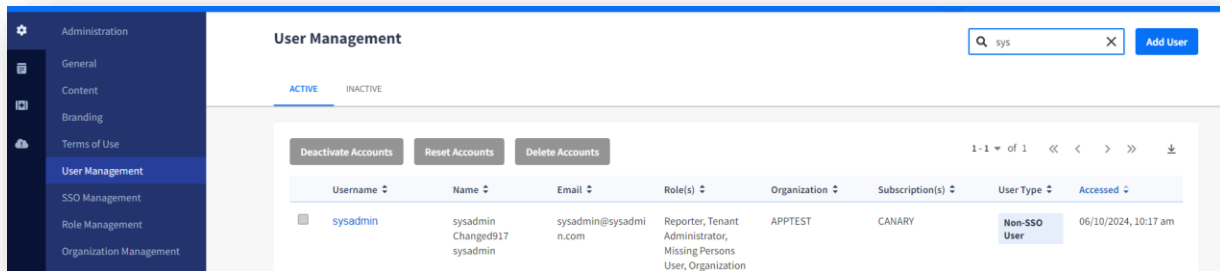 Administration
General
Content
Branding
Terms of Use
User Management
SSO Management
Role Management
Organization Management
User Management
sys
Add User
ACTIVE INACTIVE
Deactivate Accounts Reset Accounts Delete Accounts 1-1 of 1
Username Name Email Role(s) Organization Subscription(s) User Type Accessed
sysadmin sysadmin sysadmin@sysadmi Reporter, Tenant APPTEST CANARY Non-SSO 06/10/2024, 10:17 am
Changed917 n.com Administrator, User
sysadmin Missing Persons
User, Organization